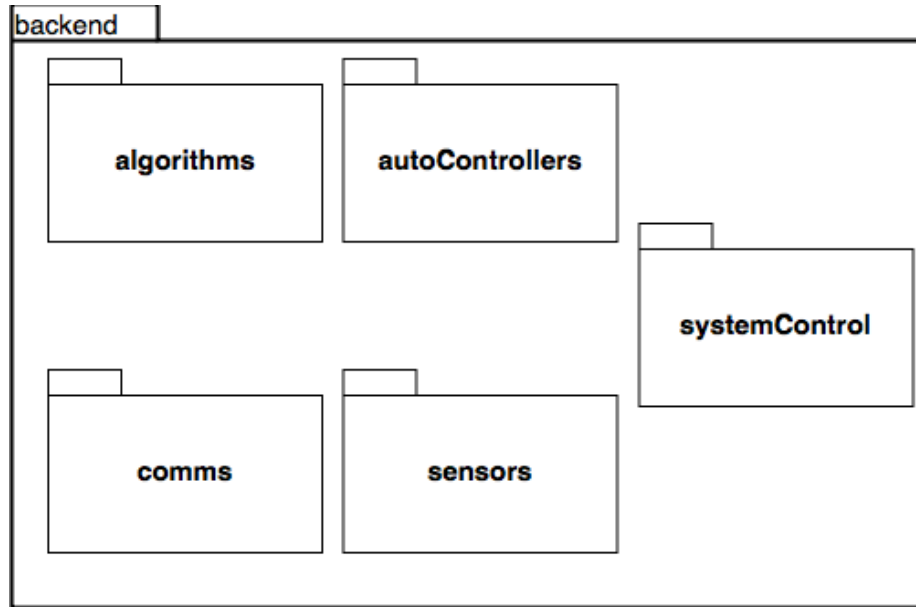 backend
algorithms
autoControllers
systemControl
comms
sensors